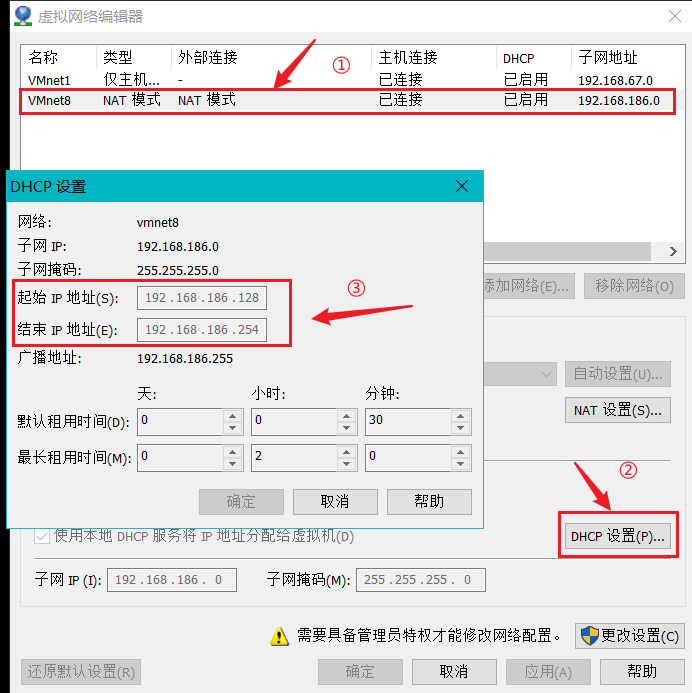 虚拟网络编辑器
名称 类型 外部连接 主机连接 DHCP 子网地址
VMnet1 仅主机... - 已连接 已启用 192.168.67.0
VMnet8 NAT 模式 NAT 模式 已连接 已启用 192.168.186.0
①
DHCP 设置
网络: vmnet8
子网 IP: 192.168.186.0
子网掩码: 255.255.255.0
起始 IP 地址(S): 192.168.186.128
③
结束 IP 地址(E): 192.168.186.254
广播地址: 192.168.186.255
天: 小时: 分钟:
默认租用时间(D): 0 0 30
最长租用时间(M): 0 2 0
确定 取消 帮助
添加网络(E)... 移除网络(O)
自动设置(U)...
NAT 设置(S)...
②
使用本地 DHCP 服务将 IP 地址分配给虚拟机(D) DHCP 设置(P)...
子网 IP (I): 192.168.186. 0 子网掩码(M): 255.255.255. 0
需要具备管理员特权才能修改网络配置。 更改设置(C)
还原默认设置(R) 确定 取消 应用(A) 帮助